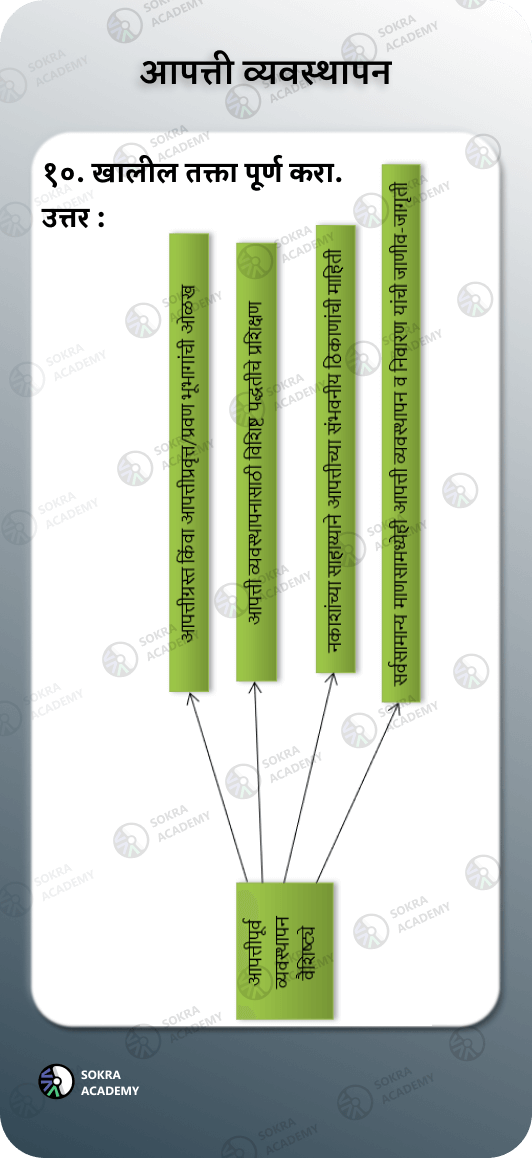 आपत्ती व्यवस्थापन
१०. खालील तक्ता पूर्ण करा.
उत्तर :
आपत्तीपूर्व
व्यवस्थापन
वैशिष्ट्ये
आपत्तीग्रस्त किंवा आपत्तीप्रवृत्त/प्रवण भूभागांची ओळख
आपत्ती व्यवस्थापनासाठी विशिष्ट पद्धतीचे प्रशिक्षण
नकाशांच्या साहाय्याने आपत्तीच्या संभवनीय ठिकाणांची माहिती
सर्वसामान्य माणसामध्येही आपत्ती व्यवस्थापन व निवारण यांची जाणीव-जागृती
SOKRA
ACADEMY